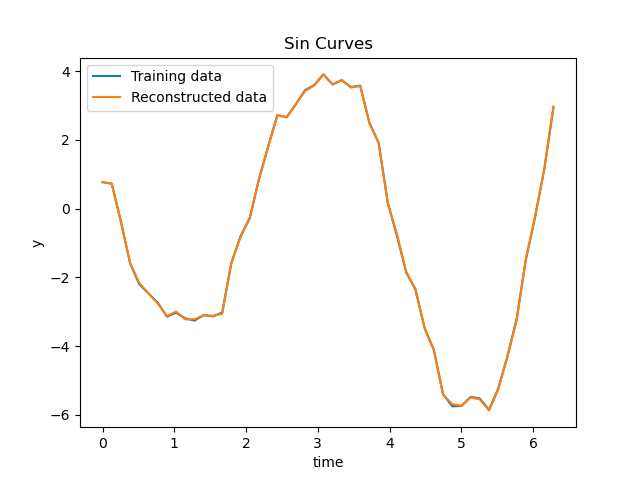 Sin Curves
Training data
Reconstructed data
4
2
0
−2
−4
−6
y
0 1 2 3 4 5 6
time